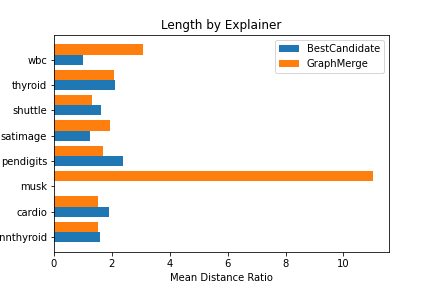 Length by Explainer
BestCandidate
GraphMerge
wbc
thyroid
shuttle
satimage
pendigits
musk
cardio
nnthyroid
0 2 4 6 8 10
Mean Distance Ratio